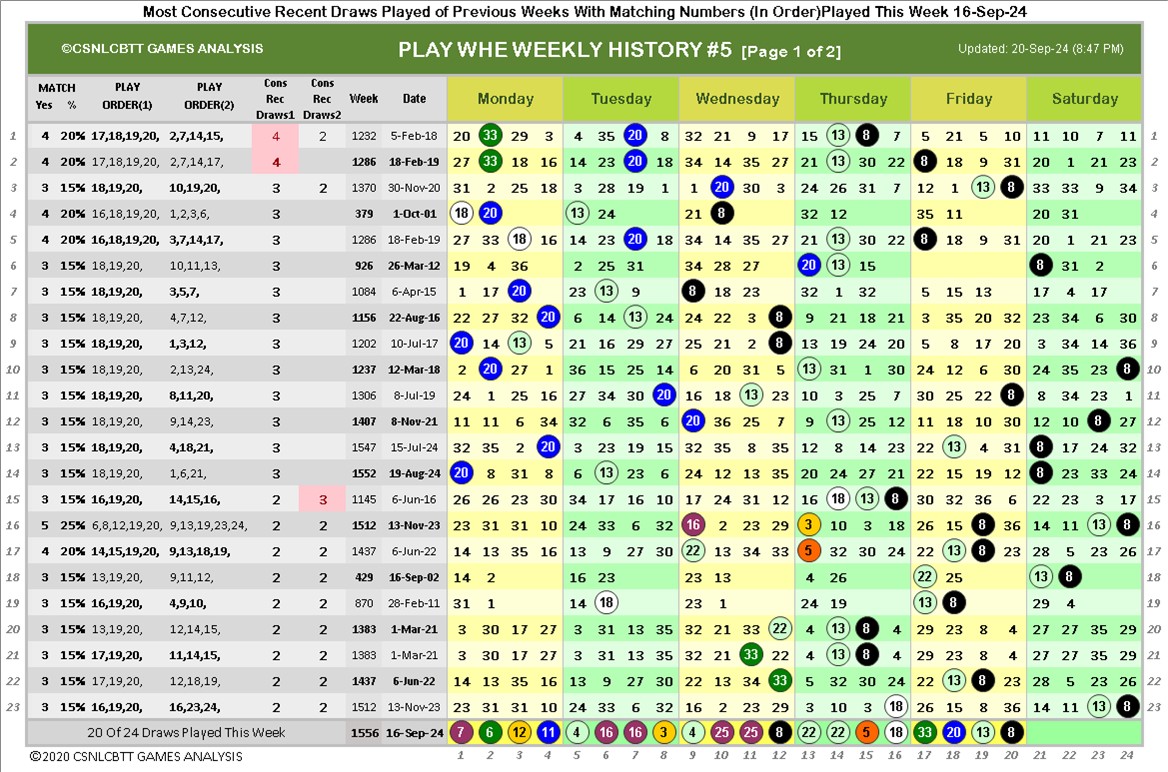 Most Consecutive Recent Draws Played of Previous Weeks With Matching Numbers (In Order)Played This Week 16-Sep-24
©CSNLCBTT GAMES ANALYSIS PLAY WHE WEEKLY HISTORY #5 [Page 1 of 2] Updated: 20-Sep-24 (8:47 PM)
MATCH Yes % PLAY ORDER(1) PLAY ORDER(2) Cons Rec Draws1 Cons Rec Draws2 Week Date Monday Tuesday Wednesday Thursday Friday Saturday
1 4 20% 17,18,19,20, 2,7,14,15, 4 2 1232 5-Feb-18 20 33 29 3 4 35 7 8 32 21 9 17 15 13 8 7 5 21 5 10 11 10 7 11 1
2 4 20% 17,18,19,20, 2,7,14,17, 4 1286 18-Feb-19 27 33 18 16 14 23 20 18 34 14 35 27 21 13 30 22 8 18 9 31 20 1 21 23 2
3 3 15% 18,19,20, 10,19,20, 3 2 1370 30-Nov-20 31 2 25 18 3 28 19 1 1 20 30 3 24 26 31 7 12 1 13 8 33 33 9 34 3
4 4 20% 16,18,19,20, 1,2,3,6, 3 379 1-Oct-01 18 20 13 24 21 8 32 12 35 11 20 31 4
5 4 20% 16,18,19,20, 3,7,14,17, 3 1286 18-Feb-19 27 33 18 16 14 23 20 18 34 14 35 27 21 13 30 22 8 18 9 31 20 1 21 23 5
6 3 15% 18,19,20, 10,11,13, 3 926 26-Mar-12 19 4 36 2 25 31 34 28 27 20 13 15 8 31 2 6
7 3 15% 18,19,20, 3,5,7, 3 1084 6-Apr-15 1 17 20 23 13 9 8 18 23 32 1 32 5 15 13 17 4 17 7
8 3 15% 18,19,20, 4,7,12, 3 1156 22-Aug-16 22 27 32 20 6 14 13 24 24 22 3 8 9 21 18 21 3 35 20 32 23 34 6 30 8
9 3 15% 18,19,20, 1,3,12, 3 1202 10-Jul-17 20 14 13 5 21 16 29 27 25 21 2 8 13 19 24 20 5 8 17 20 3 34 14 36 9
10 3 15% 18,19,20, 2,13,24, 3 1237 12-Mar-18 2 20 27 1 36 15 25 14 6 20 31 5 13 31 1 30 24 12 6 30 24 35 23 8 10
11 3 15% 18,19,20, 8,11,20, 3 1306 8-Jul-19 24 1 25 16 27 34 30 20 16 18 13 23 10 3 25 7 30 25 22 8 8 34 23 1 11
12 3 15% 18,19,20, 9,14,23, 3 1407 8-Nov-21 11 11 6 34 32 6 35 6 20 36 25 7 9 13 25 12 11 18 10 30 12 10 8 27 12
13 3 15% 18,19,20, 4,18,21, 3 1547 15-Jul-24 32 35 2 20 3 23 19 15 32 35 8 35 12 8 14 23 22 13 4 31 8 17 24 32 13
14 3 15% 18,19,20, 1,6,21, 3 1552 19-Aug-24 20 8 31 8 6 13 23 6 24 12 13 35 20 24 27 21 22 15 19 12 8 23 33 24 14
15 3 15% 16,19,20, 14,15,16, 2 3 1145 6-Jun-16 26 26 23 30 34 17 16 10 17 24 31 12 16 18 13 8 30 32 36 6 22 23 3 15 15
16 5 25% 6,8,12,19,20, 9,13,19,23,24, 2 2 1512 13-Nov-23 23 31 31 10 24 33 6 32 16 2 23 29 3 10 3 18 26 15 8 36 14 11 13 8 16
17 4 20% 14,15,19,20, 9,13,18,19, 2 2 1437 6-Jun-22 14 13 35 16 13 9 27 30 22 13 34 33 5 32 30 24 22 13 8 23 28 5 23 26 17
18 3 15% 13,19,20, 9,11,12, 2 2 429 16-Sep-02 14 2 16 23 23 13 4 26 22 25 13 8 18
19 3 15% 16,19,20, 4,9,10, 2 2 870 28-Feb-11 31 1 14 18 23 1 24 19 13 8 29 4 19
20 3 15% 13,19,20, 12,14,15, 2 2 1383 1-Mar-21 3 30 17 27 3 31 13 35 32 21 33 22 4 13 8 4 29 23 8 4 27 27 35 29 20
21 3 15% 17,19,20, 11,14,15, 2 2 1383 1-Mar-21 3 30 17 27 3 31 13 35 32 21 33 22 4 13 8 4 29 23 8 4 27 27 35 29 21
22 3 15% 17,19,20, 12,18,19, 2 2 1437 6-Jun-22 14 13 35 16 13 9 27 30 22 13 34 33 5 32 30 24 22 13 8 23 28 5 23 26 22
23 3 15% 16,19,20, 16,23,24, 2 2 1512 13-Nov-23 23 31 31 10 24 33 6 32 16 2 23 29 3 10 3 18 26 15 8 36 14 11 13 8 23
20 Of 24 Draws Played This Week 1556 16-Sep-24 7 6 12 11 4 16 16 3 4 25 25 8 22 22 5 18 33 20 13 8
©2020 CSNLCBTT GAMES ANALYSIS 1 2 3 4 5 6 7 8 9 10 11 12 13 14 15 16 17 18 19 20 21 22 23 24